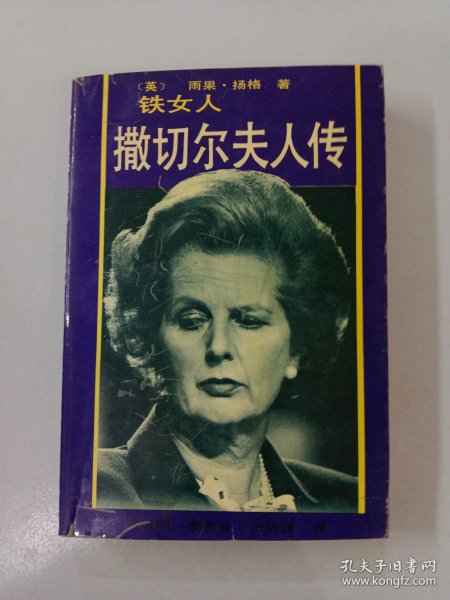 〔英〕 雨果·扬格 著
铁女人
撒切尔夫人传
译
孔夫子旧书网
www.kongfz.com